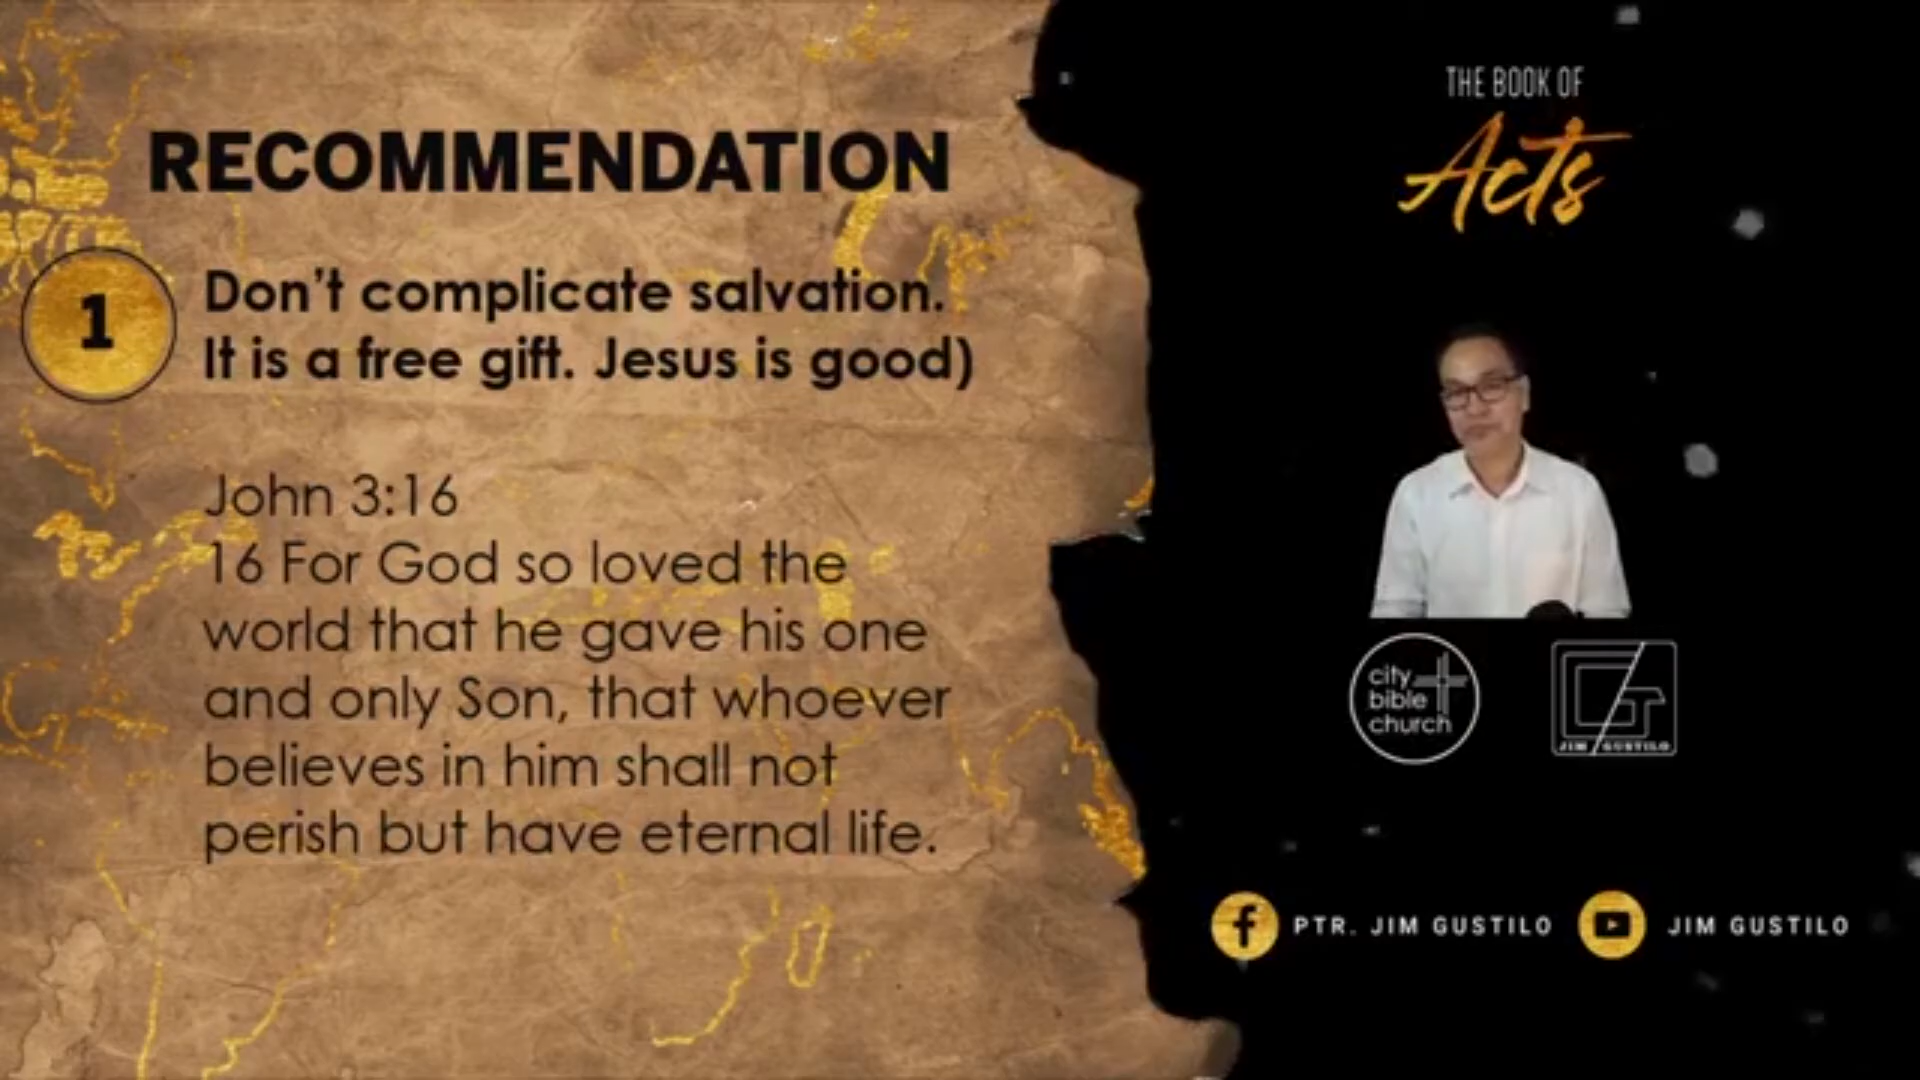 RECOMMENDATION
1
Don't complicate salvation.
It is a free gift. Jesus is good)
John 3:16
16 For God so loved the
world that he gave his one
and only Son, that whoever
believes in him shall not
perish but have eternal life.
THE BOOK OF
Acts
city
bible
church
JIM GUSTILO
PTR. JIM GUSTILO
JIM GUSTILO